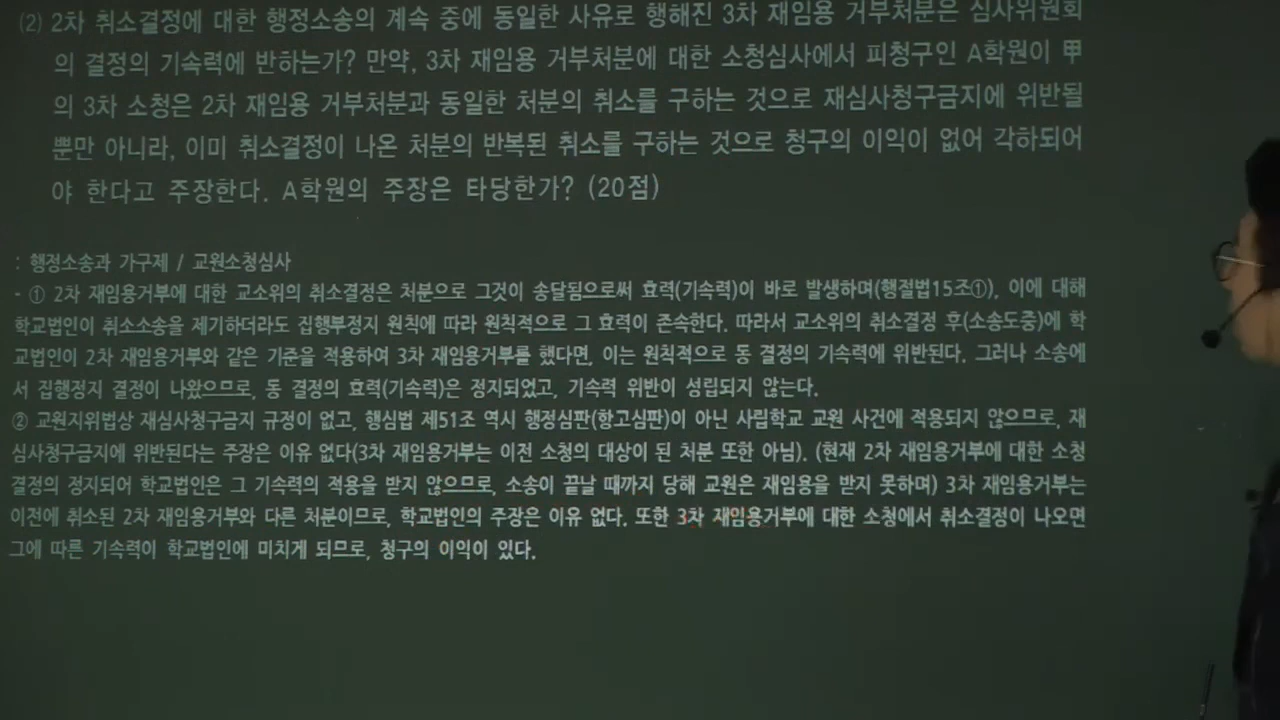 (2) 2차 취소결정에 대한 행정소송의 계속 중에 동일한 사유로 행해진 3차 재임용 거부처분은 심사위원회
의 결정의 기속력에 반하는가? 만약, 3차 재임용 거부처분에 대한 소청심사에서 피청구인 A학원이 甲
의 3차 소청은 2차 재임용 거부처분과 동일한 처분의 취소를 구하는 것으로 재심사청구금지에 위반될
뿐만 아니라, 이미 취소결정이 나온 처분의 반복된 취소를 구하는 것으로 청구의 이익이 없어 각하되어
야 한다고 주장한다. A학원의 주장은 타당한가? (20점)
: 행정소송과 가구제 / 교원소청심사
- ① 2차 재임용거부에 대한 교소위의 취소결정은 처분으로 그것이 송달됨으로써 효력(기속력)이 바로 발생하며(행절법15조①), 이에 대해
학교법인이 취소소송을 제기하더라도 집행부정지 원칙에 따라 원칙적으로 그 효력이 존속한다. 따라서 교소위의 취소결정 후(소송도중)에 학
교법인이 2차 재임용거부와 같은 기준을 적용하여 3차 재임용거부를 했다면, 이는 원칙적으로 동 결정의 기속력에 위반된다. 그러나 소송에
서 집행정지 결정이 나왔으므로, 동 결정의 효력(기속력)은 정지되었고, 기속력 위반이 성립되지 않는다.
② 교원지위법상 재심사청구금지 규정이 없고, 행심법 제51조 역시 행정심판(항고심판)이 아닌 사립학교 교원 사건에 적용되지 않으므로, 재
심사청구금지에 위반된다는 주장은 이유 없다(3차 재임용거부는 이전 소청의 대상이 된 처분 또한 아님). (현재 2차 재임용거부에 대한 소청
결정의 정지되어 학교법인은 그 기속력의 적용을 받지 않으므로, 소송이 끝날 때까지 당해 교원은 재임용을 받지 못하며) 3차 재임용거부는
이전에 취소된 2차 재임용거부와 다른 처분이므로, 학교법인의 주장은 이유 없다. 또한 3차 재임용거부에 대한 소청에서 취소결정이 나오면
그에 따른 기속력이 학교법인에 미치게 되므로, 청구의 이익이 있다.